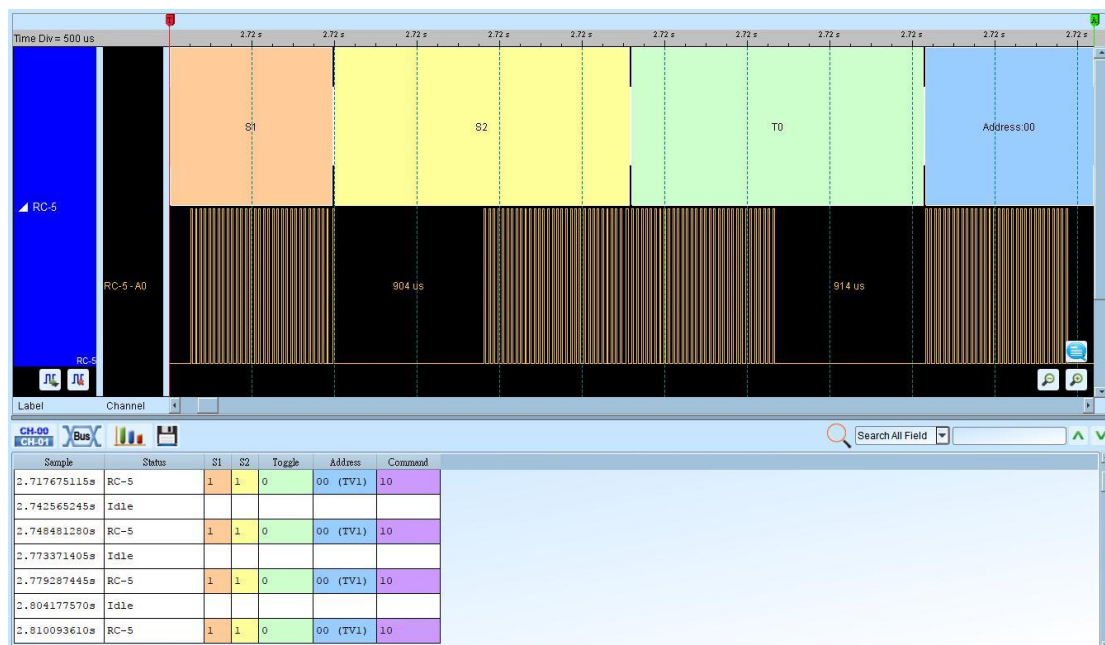 T A
Time Div = 500 us 2.72 s 2.72 s 2.72 s 2.72 s 2.72 s 2.72 s 2.72 s 2.72 s 2.72 s 2.72 s 2.72 s
S1 S2 T0 Address:00
RC-5
RC-5 - A0 904 us 914 us
RC-5
Label Channel
CH-00
CH-01 Bus Search All Field
Sample Status S1 S2 Toggle Address Command
2.717675115s RC-5 1 1 0 00 (TV1) 10
2.742565245s Idle
2.748481280s RC-5 1 1 0 00 (TV1) 10
2.773371405s Idle
2.779287445s RC-5 1 1 0 00 (TV1) 10
2.804177570s Idle
2.810093610s RC-5 1 1 0 00 (TV1) 10